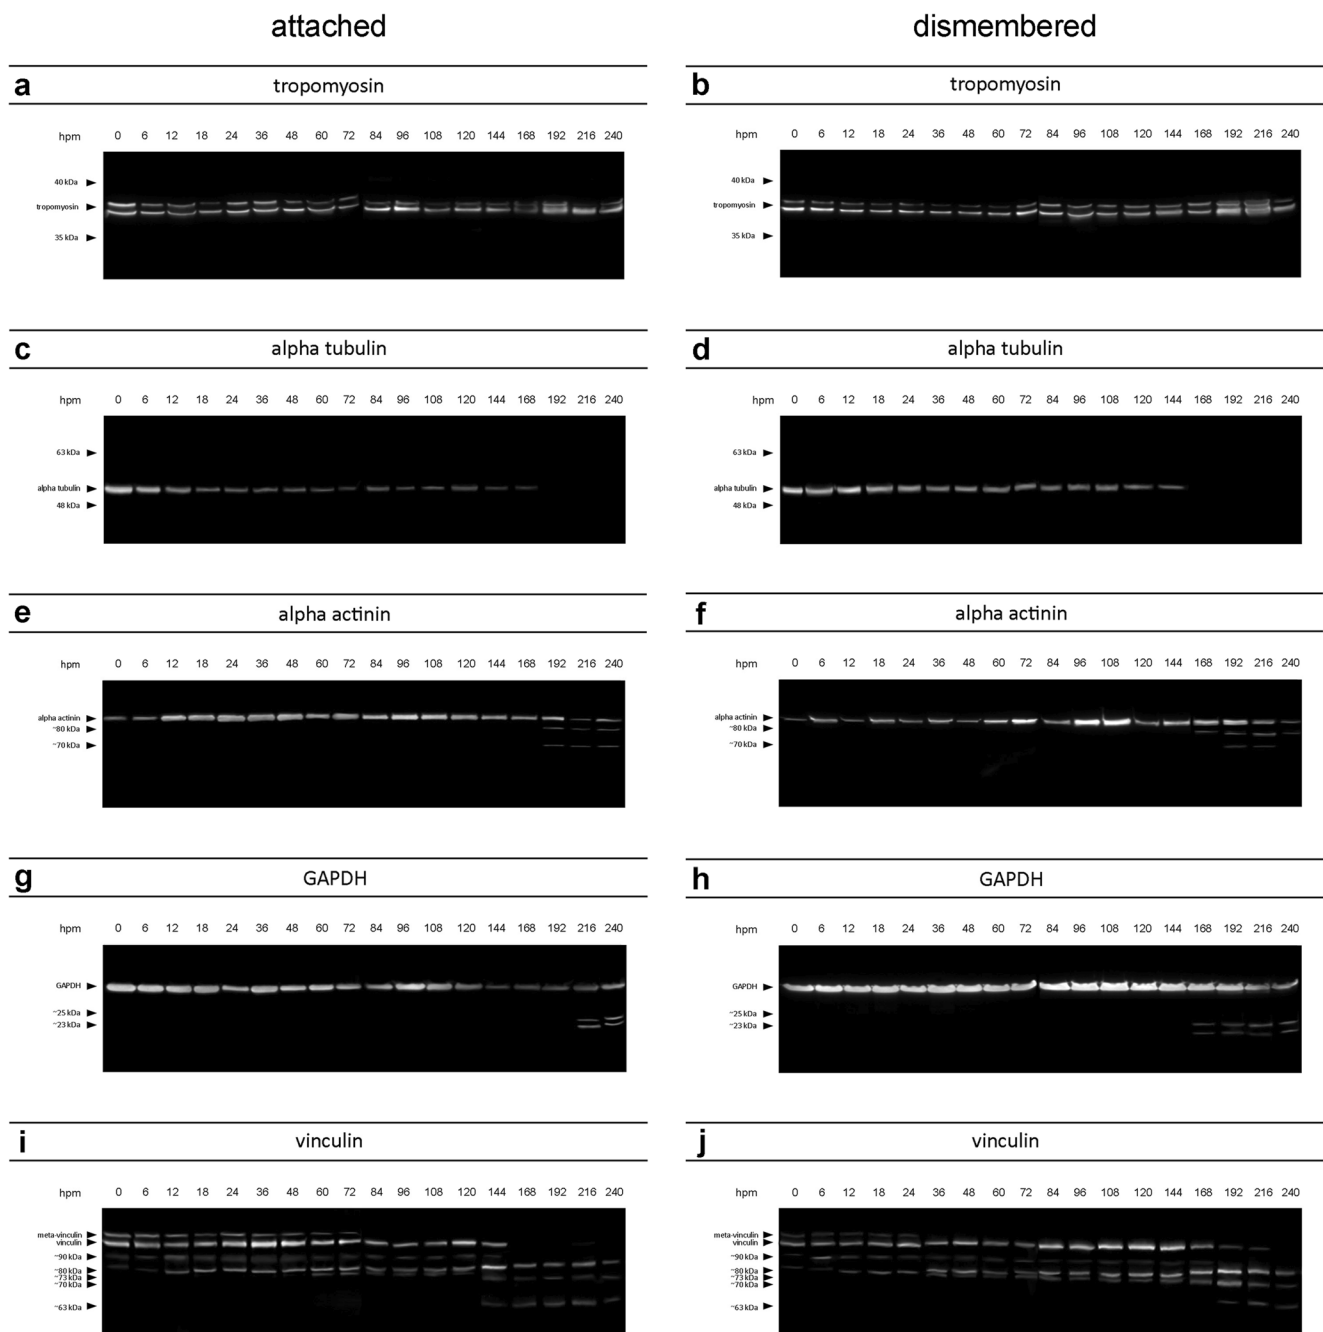 attached
dismembered
a tropomyosin
hpm 0 6 12 18 24 36 48 60 72 84 96 108 120 144 168 192 216 240
40 kDa
tropomyosin
35 kDa
b tropomyosin
hpm 0 6 12 18 24 36 48 60 72 84 96 108 120 144 168 192 216 240
40 kDa
tropomyosin
35 kDa
c alpha tubulin
hpm 0 6 12 18 24 36 48 60 72 84 96 108 120 144 168 192 216 240
63 kDa
alpha tubulin
48 kDa
d alpha tubulin
hpm 0 6 12 18 24 36 48 60 72 84 96 108 120 144 168 192 216 240
63 kDa
alpha tubulin
48 kDa
e alpha actinin
hpm 0 6 12 18 24 36 48 60 72 84 96 108 120 144 168 192 216 240
alpha actinin
~80 kDa
~70 kDa
f alpha actinin
hpm 0 6 12 18 24 36 48 60 72 84 96 108 120 144 168 192 216 240
alpha actinin
~80 kDa
~70 kDa
g GAPDH
hpm 0 6 12 18 24 36 48 60 72 84 96 108 120 144 168 192 216 240
GAPDH
~25 kDa
~23 kDa
h GAPDH
hpm 0 6 12 18 24 36 48 60 72 84 96 108 120 144 168 192 216 240
GAPDH
~25 kDa
~23 kDa
i vinculin
hpm 0 6 12 18 24 36 48 60 72 84 96 108 120 144 168 192 216 240
meta-vinculin
vinculin
~90 kDa
~80 kDa
~73 kDa
~70 kDa
~63 kDa
j vinculin
hpm 0 6 12 18 24 36 48 60 72 84 96 108 120 144 168 192 216 240
meta-vinculin
vinculin
~90 kDa
~80 kDa
~73 kDa
~70 kDa
~63 kDa